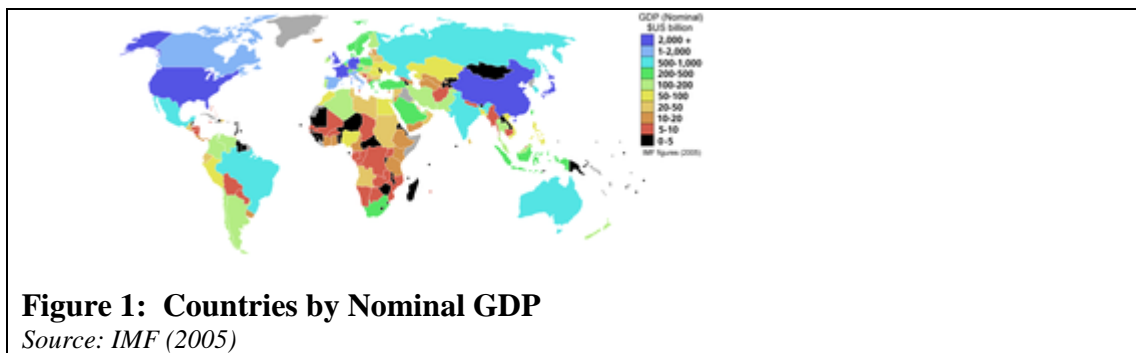 GDP (Nominal)
$US billion
2,000 +
1-2,000
500-1,000
200-500
100-200
50-100
20-50
10-20
5-10
0-5
IMF figures (2005)
Figure 1: Countries by Nominal GDP
Source: IMF (2005)